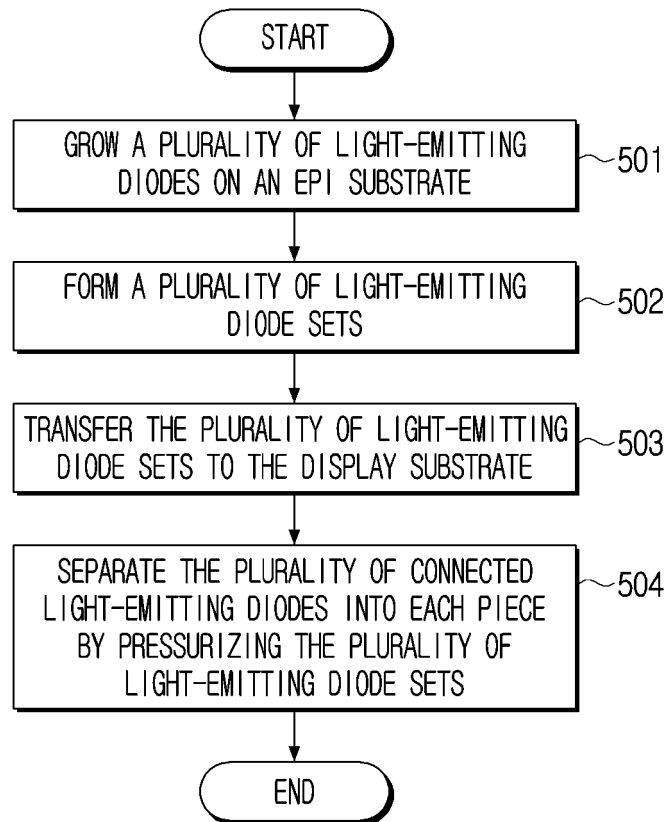 START
GROW A PLURALITY OF LIGHT-EMITTING
DIODES ON AN EPI SUBSTRATE
501
FORM A PLURALITY OF LIGHT-EMITTING
DIODE SETS
502
TRANSFER THE PLURALITY OF LIGHT-EMITTING
DIODE SETS TO THE DISPLAY SUBSTRATE
503
SEPARATE THE PLURALITY OF CONNECTED
LIGHT-EMITTING DIODES INTO EACH PIECE
BY PRESSURIZING THE PLURALITY OF
LIGHT-EMITTING DIODE SETS
504
END